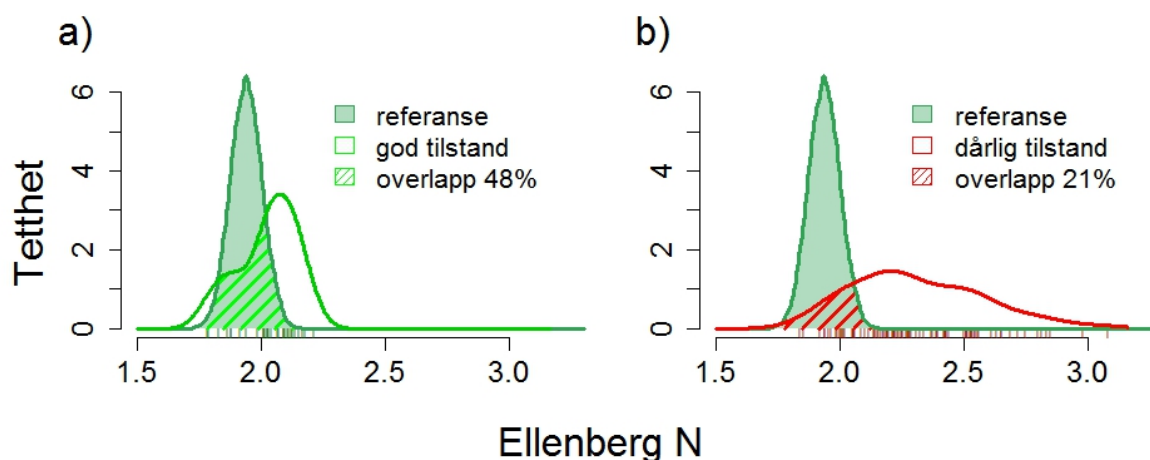 a)
Tetthet
6
4
2
0
referanse
god tilstand
overlapp 48%
1.5 2.0 2.5 3.0
b)
6
4
2
0
referanse
dårlig tilstand
overlapp 21%
1.5 2.0 2.5 3.0
Ellenberg N